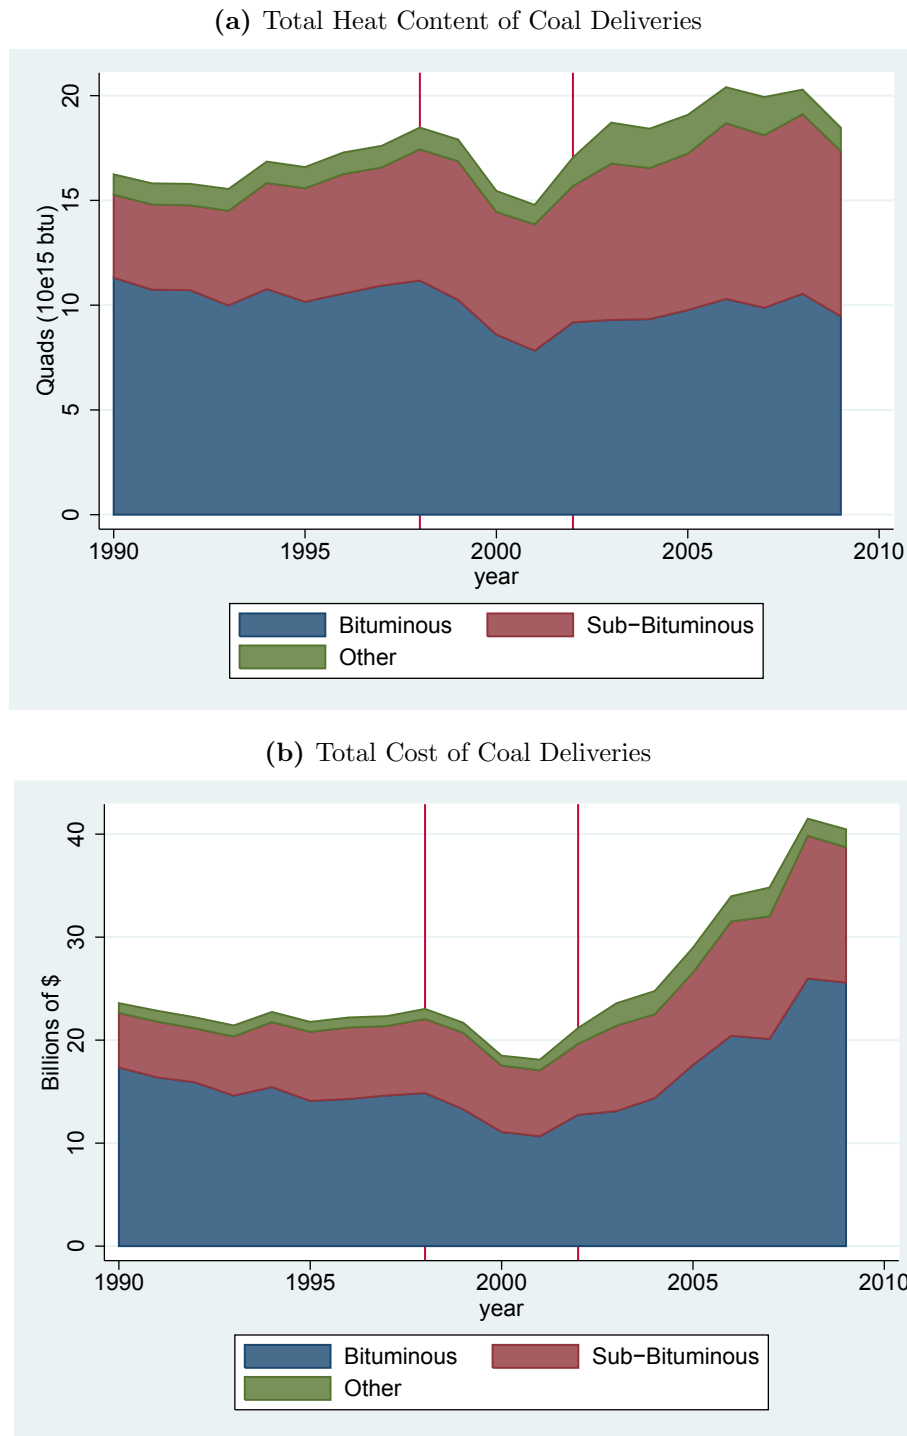 (a) Total Heat Content of Coal Deliveries
Quads (10e15 btu)
20
15
10
5
0
1990 1995 2000 2005 2010
year
Bituminous Sub−Bituminous
Other
(b) Total Cost of Coal Deliveries
Billions of $
40
30
20
10
0
1990 1995 2000 2005 2010
year
Bituminous Sub−Bituminous
Other